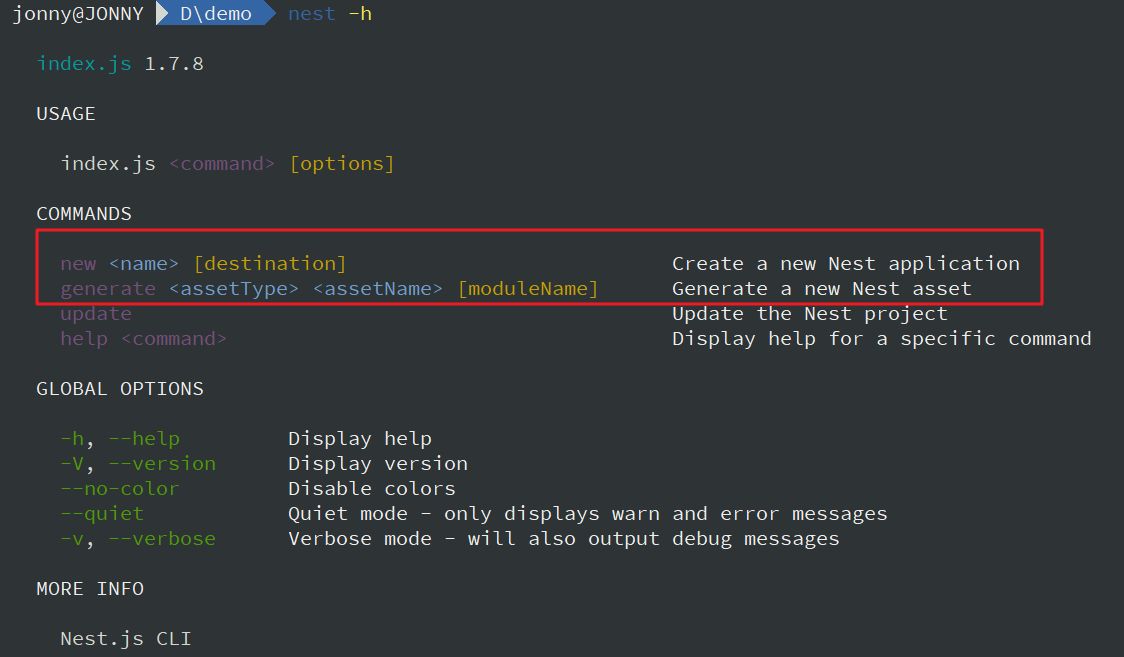 jonny@JONNY D\demo nest -h
index.js 1.7.8
USAGE
index.js <command> [options]
COMMANDS
new <name> [destination] Create a new Nest application
generate <assetType> <assetName> [moduleName] Generate a new Nest asset
update Update the Nest project
help <command> Display help for a specific command
GLOBAL OPTIONS
-h, --help Display help
-V, --version Display version
--no-color Disable colors
--quiet Quiet mode - only displays warn and error messages
-v, --verbose Verbose mode - will also output debug messages
MORE INFO
Nest.js CLI